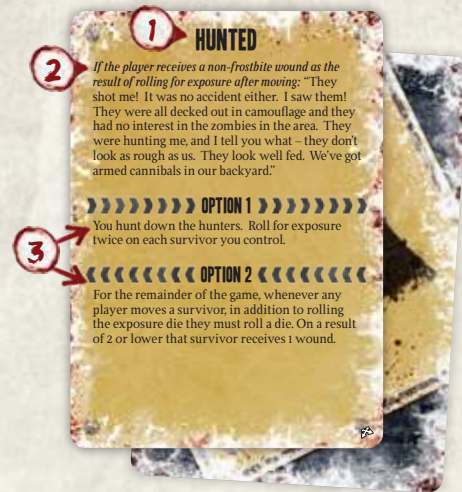 1
HUNTED
2
If the player receives a non-frostbite wound as the
result of rolling for exposure after moving: “They
shot me! It was no accident either. I saw them!
They were all decked out in camouflage and they
had no interest in the zombies in the area. They
were hunting me, and I tell you what – they don’t
look as rough as us. They look well fed. We’ve got
armed cannibals in our backyard.”
OPTION 1
3
You hunt down the hunters. Roll for exposure
twice on each survivor you control.
OPTION 2
For the remainder of the game, whenever any
player moves a survivor, in addition to rolling
the exposure die they must roll a die. On a result
of 2 or lower that survivor receives 1 wound.